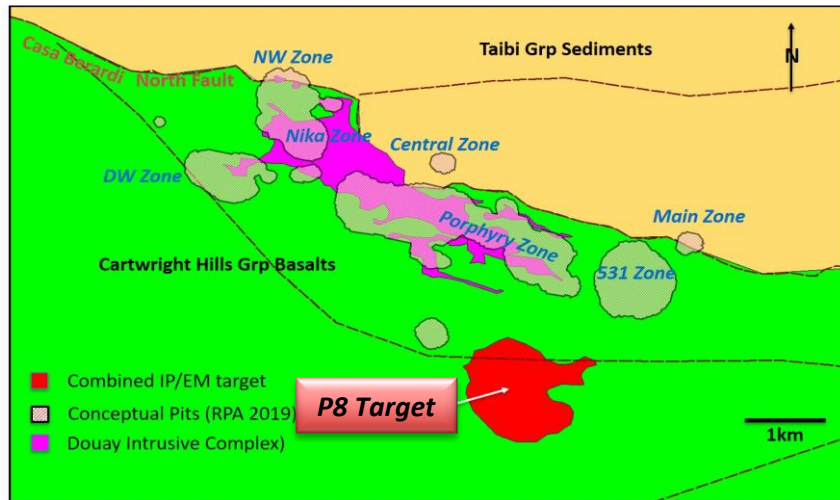 Taibi Grp Sediments
N
NW Zone
Casa Berardi North Fault
Nika Zone
Central Zone
DW Zone
Main Zone
Porphyry Zone
531 Zone
Cartwright Hills Grp Basalts
Combined IP/EM target
Conceptual Pits (RPA 2019)
Douay Intrusive Complex)
P8 Target
1km